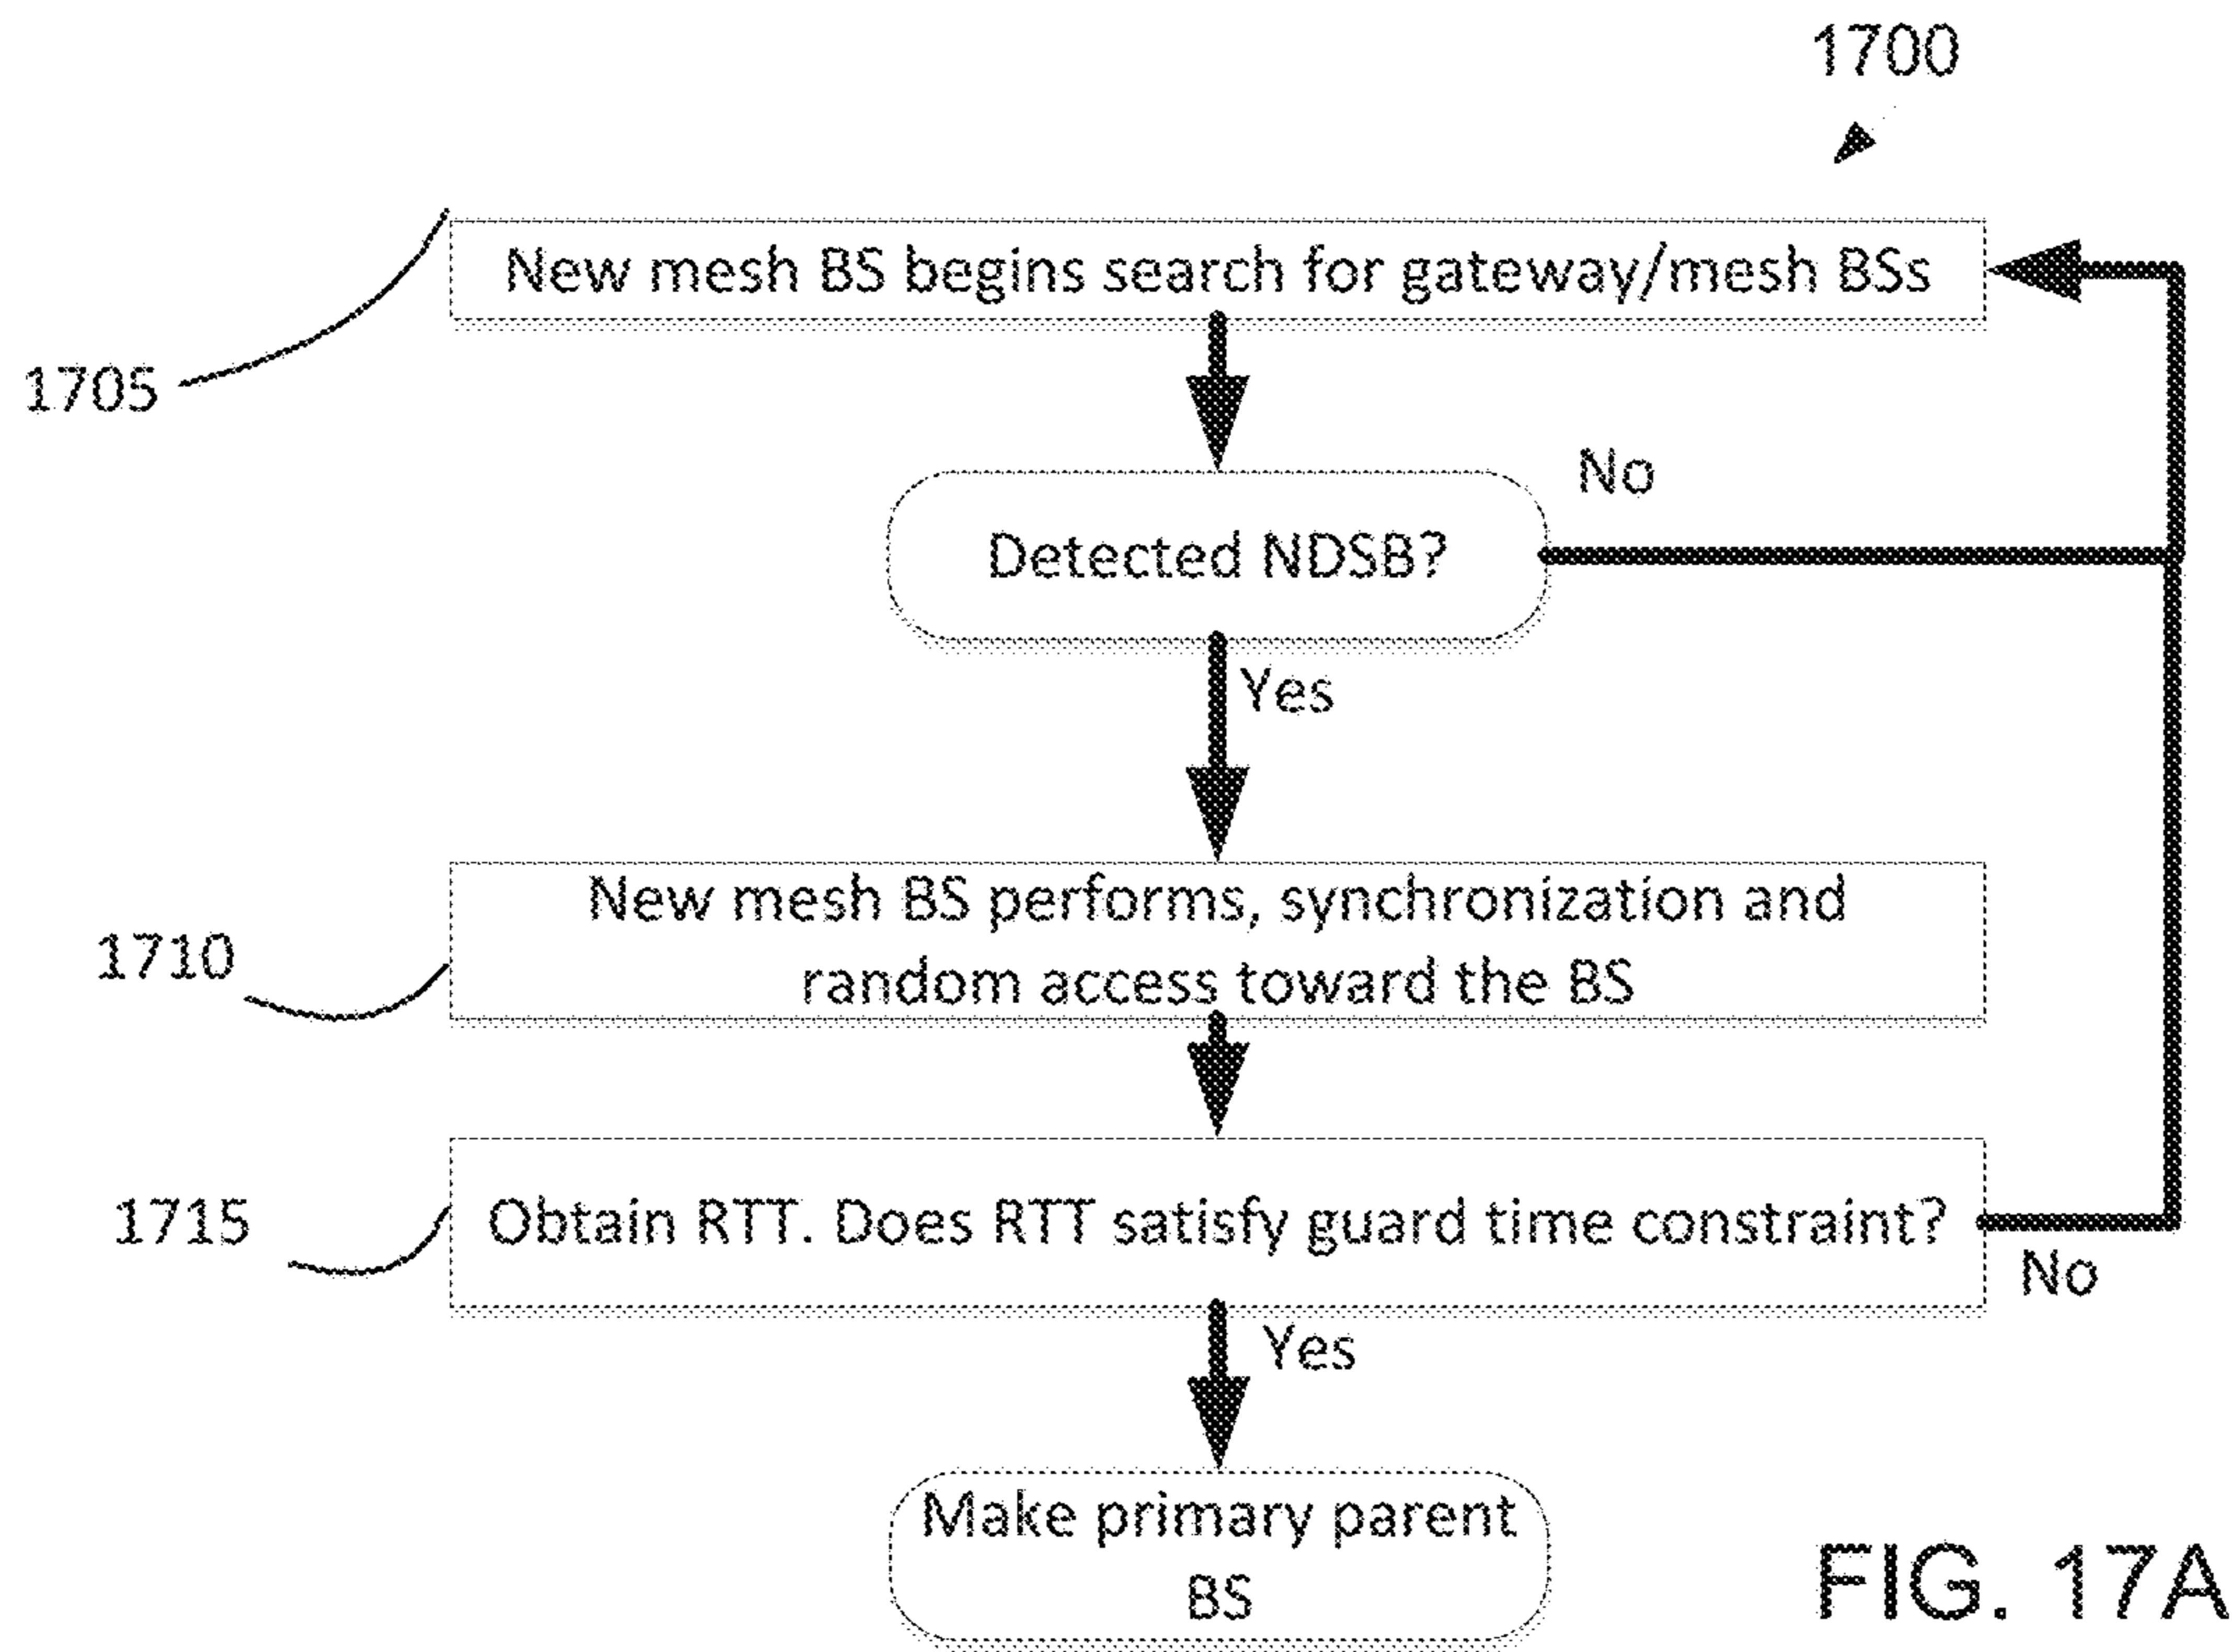 1700
New mesh BS begins search for gateway/mesh BSs
1705
No
Detected NDSB?
Yes
New mesh BS performs, synchronization and
random access toward the BS
1710
1715
Obtain RTT. Does RTT satisfy guard time constraint?
No
Yes
Make primary parent
BS
FIG. 17A